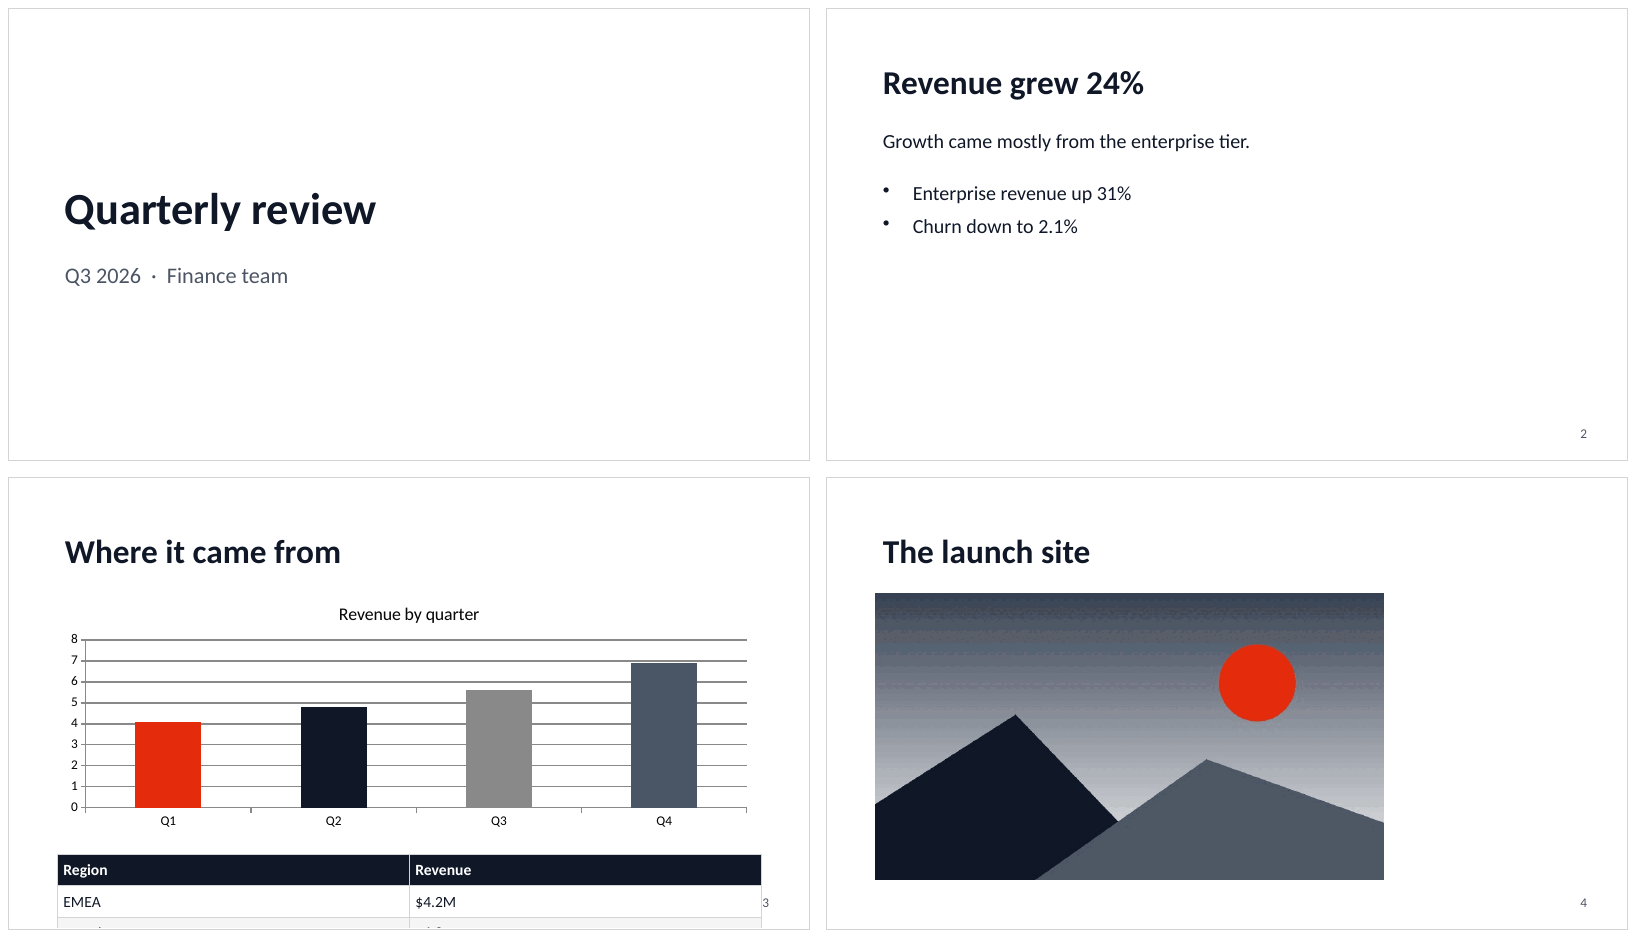 Quarterly review
Q3 2026 · Finance team
Revenue grew 24%
Growth came mostly from the enterprise tier.
• Enterprise revenue up 31%
• Churn down to 2.1%
2
Where it came from
Revenue by quarter
8
7
6
5
4
3
2
1
0
Q1 Q2 Q3 Q4
Region Revenue
EMEA $4.2M
3
The launch site
4